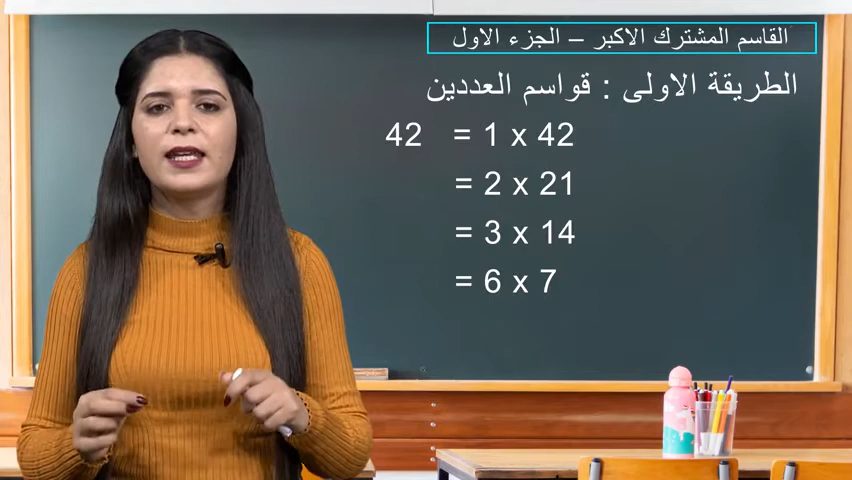 القاسم المشترك الاكبر – الجزء الاول
الطريقة الاولى : قواسم العددين
42 = 1 x 42
= 2 x 21
= 3 x 14
= 6 x 7